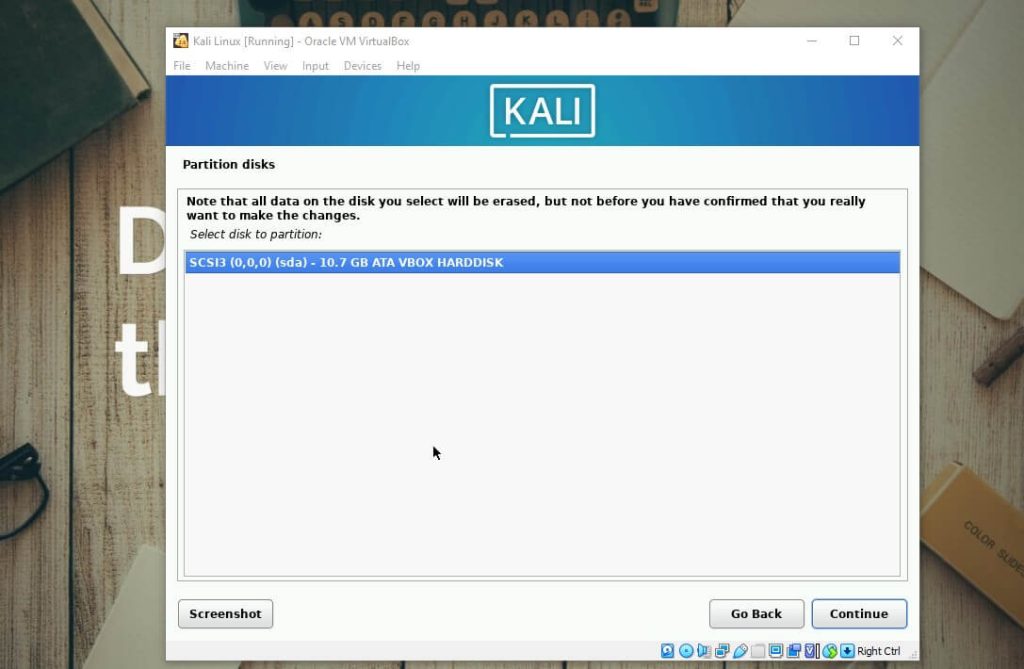 A S D F G H J K L
Kali Linux [Running] - Oracle VM VirtualBox
File Machine View Input Devices Help
KALI
Partition disks
Note that all data on the disk you select will be erased, but not before you have confirmed that you really
want to make the changes.
Select disk to partition:
SCSI3 (0,0,0) (sda) - 10.7 GB ATA VBOX HARDDISK
D
t
COLOR SLIDES
Screenshot Go Back Continue
Right Ctrl